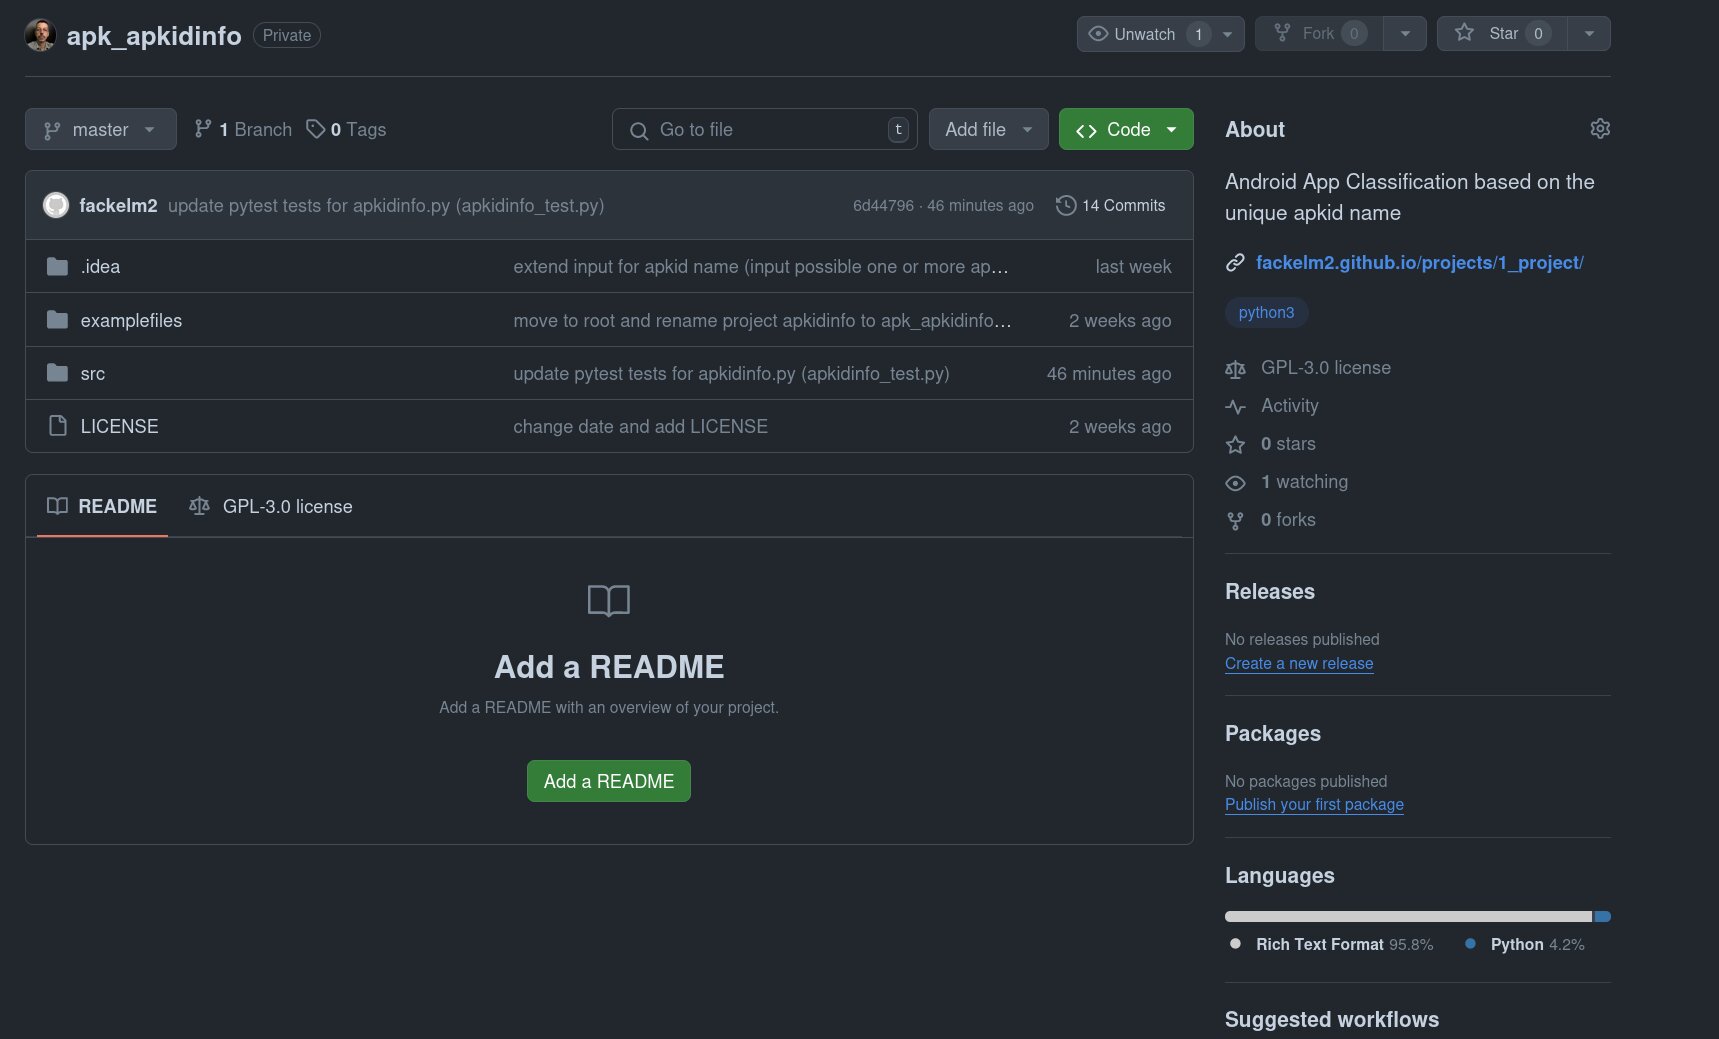 apk_apkidinfo Private Unwatch 1 Fork 0 Star 0
master 1 Branch 0 Tags Go to file t Add file Code
fackelm2 update pytest tests for apkidinfo.py (apkidinfo_test.py) 6d44796 · 46 minutes ago 14 Commits
.idea extend input for apkid name (input possible one or more ap... last week
examplefiles move to root and rename project apkidinfo to apk_apkidinfo... 2 weeks ago
src update pytest tests for apkidinfo.py (apkidinfo_test.py) 46 minutes ago
LICENSE change date and add LICENSE 2 weeks ago
README GPL-3.0 license
Add a README
Add a README with an overview of your project.
Add a README
About
Android App Classification based on the
unique apkid name
fackelm2.github.io/projects/1_project/
python3
GPL-3.0 license
Activity
0 stars
1 watching
0 forks
Releases
No releases published
Create a new release
Packages
No packages published
Publish your first package
Languages
Rich Text Format 95.8% Python 4.2%
Suggested workflows